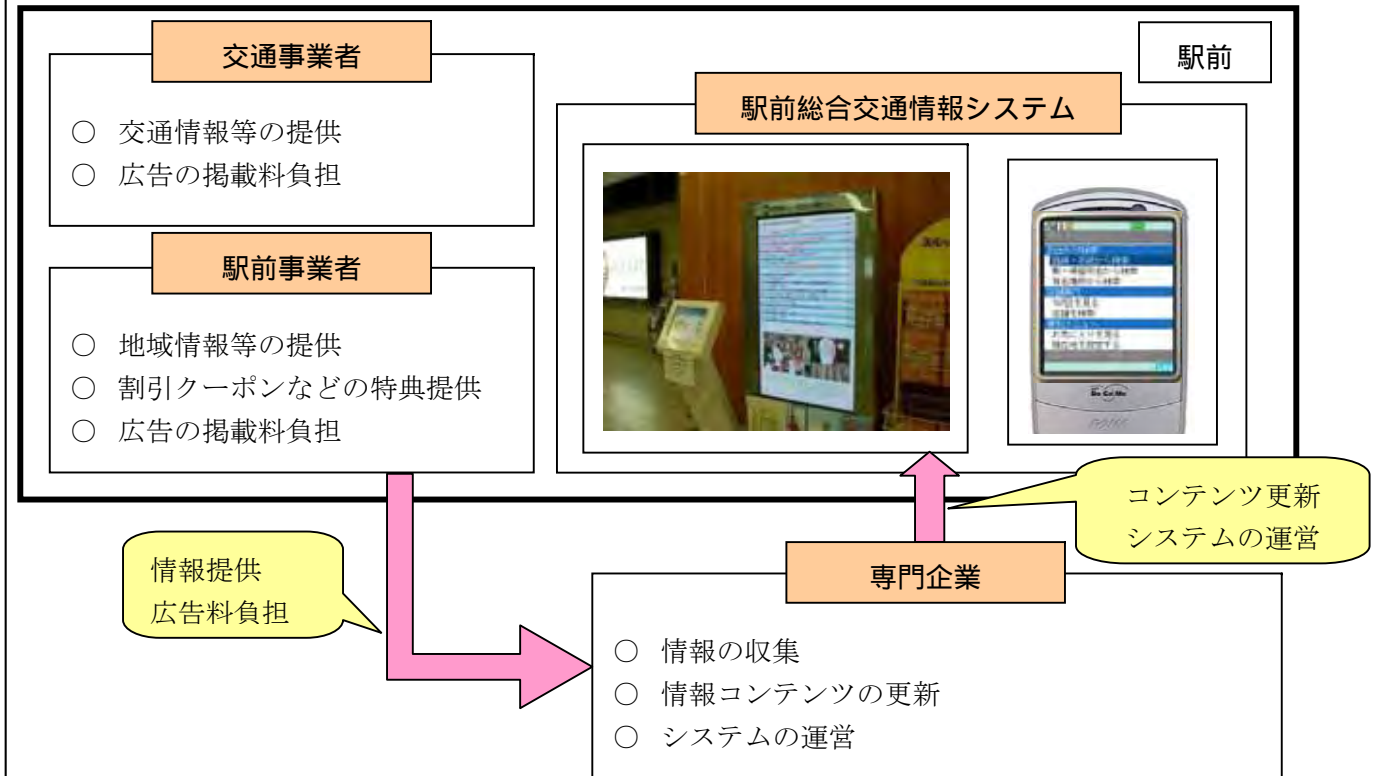 駅前
交通事業者
○ 交通情報等の提供
○ 広告の掲載料負担
駅前事業者
○ 地域情報等の提供
○ 割引クーポンなどの特典提供
○ 広告の掲載料負担
駅前総合交通情報システム
コンテンツ更新
システムの運営
情報提供
広告料負担
専門企業
○ 情報の収集
○ 情報コンテンツの更新
○ システムの運営